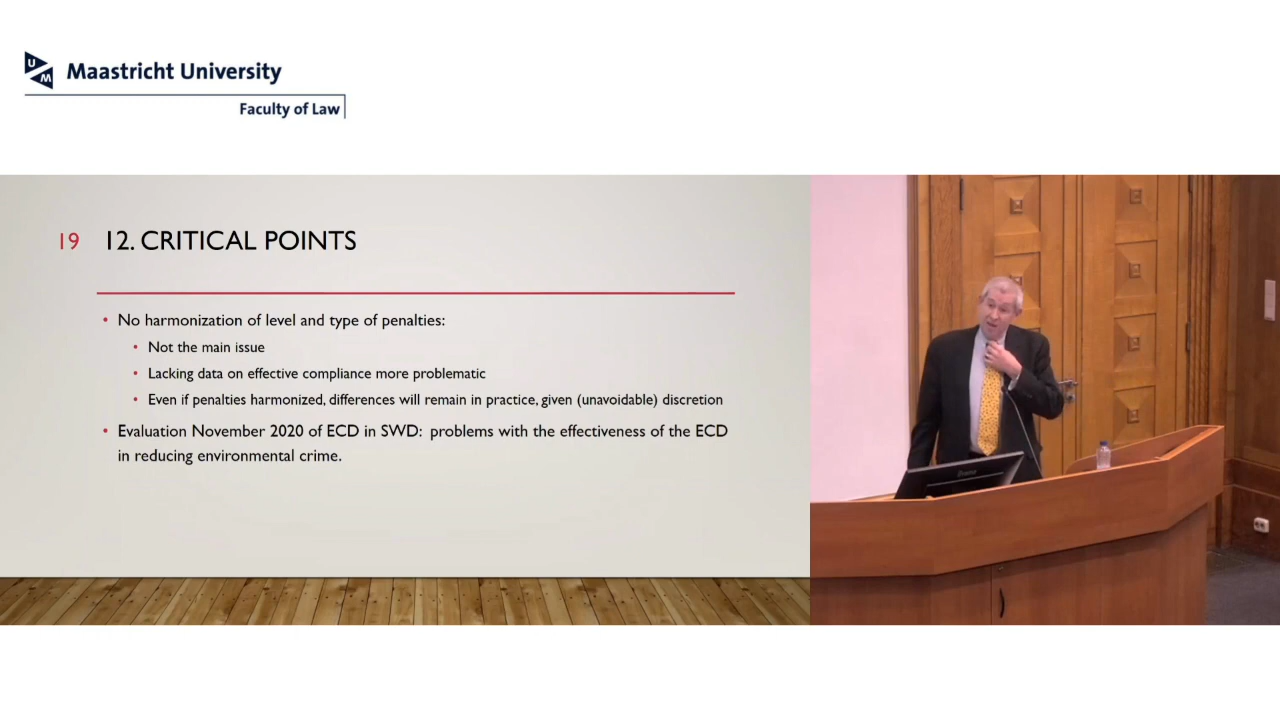 U
M
Maastricht University
Faculty of Law
19 12. CRITICAL POINTS
• No harmonization of level and type of penalties:
• Not the main issue
• Lacking data on effective compliance more problematic
• Even if penalties harmonized, differences will remain in practice, given (unavoidable) discretion
• Evaluation November 2020 of ECD in SWD: problems with the effectiveness of the ECD
in reducing environmental crime.